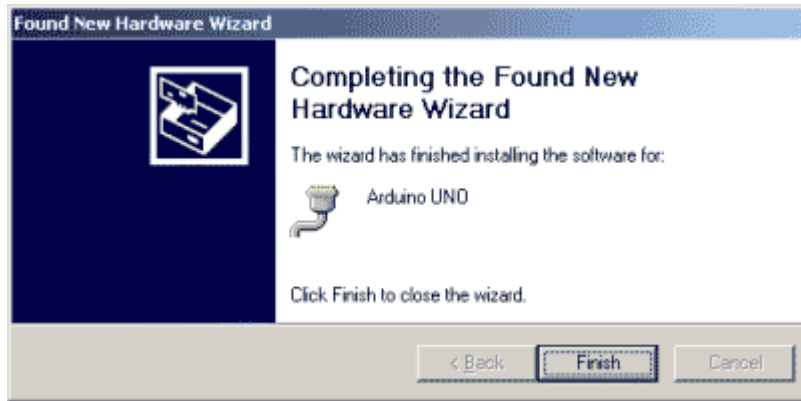 Found New Hardware Wizard
Completing the Found New
Hardware Wizard
The wizard has finished installing the software for:
Arduino UNO
Click Finish to close the wizard.
< Back
Finish
Cancel